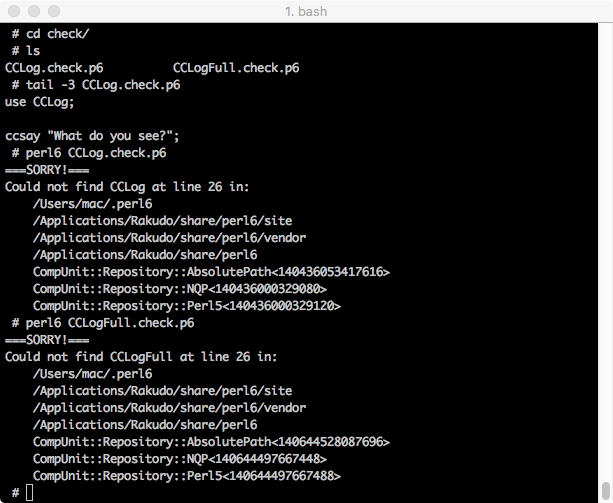 1. bash
# cd check/
# ls
CCLog.check.p6 CCLogFull.check.p6
# tail -3 CCLog.check.p6
use CCLog;
ccsay "What do you see?";
# perl6 CCLog.check.p6
===SORRY!===
Could not find CCLog at line 26 in:
/Users/mac/.perl6
/Applications/Rakudo/share/perl6/site
/Applications/Rakudo/share/perl6/vendor
/Applications/Rakudo/share/perl6
CompUnit::Repository::AbsolutePath<140436053417616>
CompUnit::Repository::NQP<140436000329080>
CompUnit::Repository::Perl5<140436000329120>
# perl6 CCLogFull.check.p6
===SORRY!===
Could not find CCLogFull at line 26 in:
/Users/mac/.perl6
/Applications/Rakudo/share/perl6/site
/Applications/Rakudo/share/perl6/vendor
/Applications/Rakudo/share/perl6
CompUnit::Repository::AbsolutePath<140644528087696>
CompUnit::Repository::NQP<140644497667448>
CompUnit::Repository::Perl5<140644497667488>
#